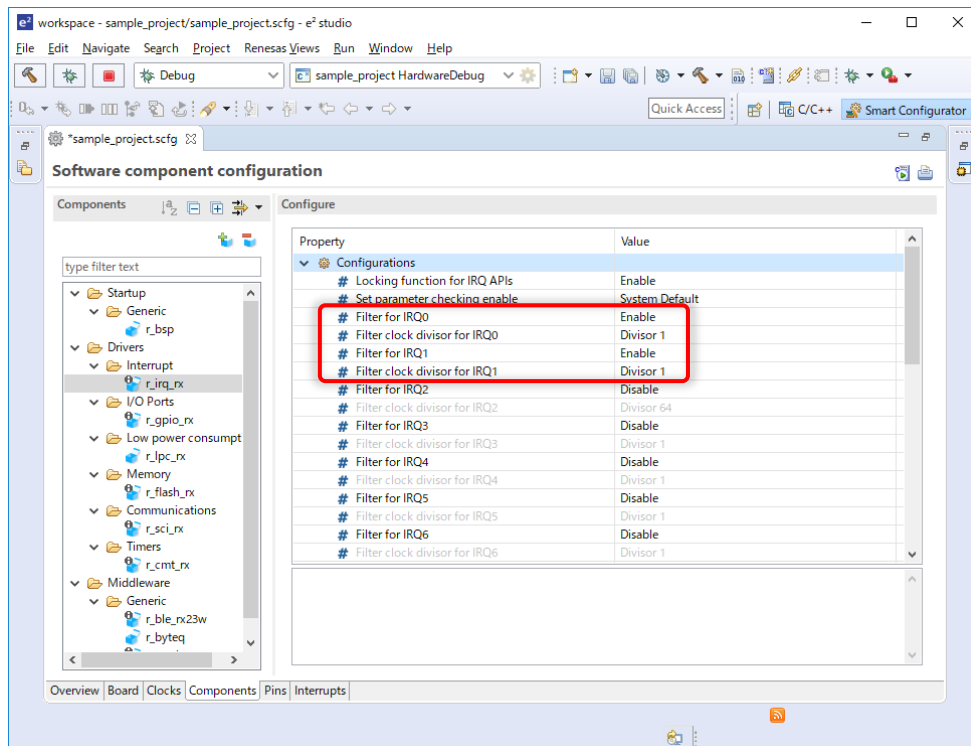 workspace - sample_project/sample_project.scfg - e² studio
File Edit Navigate Search Project Renesas Views Run Window Help
Debug
sample_project HardwareDebug
Quick Access
C/C++
Smart Configurator
*sample_project.scfg
Software component configuration
Components
Configure
type filter text
Startup
Generic
r_bsp
Drivers
Interrupt
r_irq_rx
I/O Ports
r_gpio_rx
Low power consumpt
r_lpc_rx
Memory
r_flash_rx
Communications
r_sci_rx
Timers
r_cmt_rx
Middleware
Generic
r_ble_rx23w
r_byteq
Property Value
Configurations
# Locking function for IRQ APIs Enable
# Set parameter checking enable System Default
# Filter for IRQ0 Enable
# Filter clock divisor for IRQ0 Divisor 1
# Filter for IRQ1 Enable
# Filter clock divisor for IRQ1 Divisor 1
# Filter for IRQ2 Disable
# Filter clock divisor for IRQ2 Divisor 64
# Filter for IRQ3 Disable
# Filter clock divisor for IRQ3 Divisor 1
# Filter for IRQ4 Disable
# Filter clock divisor for IRQ4 Divisor 1
# Filter for IRQ5 Disable
# Filter clock divisor for IRQ5 Divisor 1
# Filter for IRQ6 Disable
# Filter clock divisor for IRQ6 Divisor 1
Overview Board Clocks Components Pins Interrupts